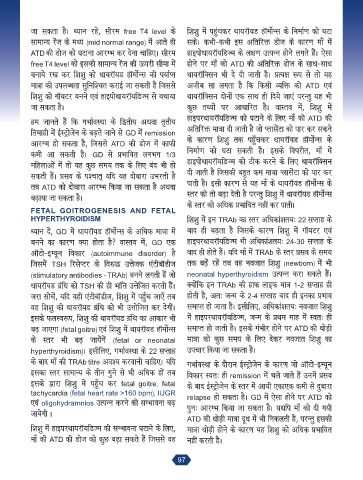 जा सकता है। ध्यान रहे, सीरम free T4 level के
सामान्य रेंज के मध्य (mid normal range) में आते ही
ATD की डोज को घटाना आरम्भ कर देना चाहिए। सीरम
free T4 level को इसकी सामान्य रेंज की ऊपरी सीमा में
बनाये रख कर शिशु को थायरॉयड हॉर्मोन्स की पर्याप्त
मात्रा की उपलब्धता सुनिश्चित कराई जा सकती है जिससे
शिशु को गॉयटर बनने एवं हाइपोथायरॉयडिज्म से बचाया
जा सकता है।
हम जानते हैं कि गर्भावस्था के द्वितीय अथवा तृतीय
तिमाही में ईस्ट्रोजेन के बढ़ते जाने से GD में remission
आरम्भ हो सकता है, जिससे ATD की डोज में काफी
कमी आ सकती है। GD से प्रभावित लगभग 1/3
महिलाओं में तो यह कुछ समय तक के लिए बंद भी हो
सकती हैं। प्रसव के पश्चात् यदि यह दोबारा उभरती है
तब ATD को दोबारा आरम्भ किया जा सकता है अथवा
बढ़ाया जा सकता है।
FETAL GOITROGENESIS AND FETAL
HYPERTHYROIDISM
ध्यान दें, GD में थायरॉयड हॉर्मोन्स के अधिक मात्रा में
बनने का कारण क्या होता है? वास्तव में, GD एक
ऑटो-इम्यून विकार (autoimmune disorder) है
जिसमें TSH रिसेप्टर के विरुद्ध उत्तेजक एंटीबॉडीज
(stimulatory antibodies - TRAb) बनने लगती हैं जो
थायरॉयड ग्रंथि को TSH की ही भांति उत्तेजित करती हैं।
जरा सोचें, यदि यही एंटीबॉडीज, शिशु में पहुँच जाएँ तब
वह शिशु की थायरॉयड ग्रंथि को भी उत्तेजित कर देंगी।
इसके फलस्वरूप, शिशु की थायरॉयड ग्रंथि का आकार भी
बढ़ जाएगा (fetal goitre) एवं शिशु में थायरॉयड हॉर्मोन्स
के स्तर भी बढ़ जायेंगे (fetal or neonatal
hyperthyroidism)। इसीलिए, गर्भावस्था के 22 सप्ताह
के बाद माँ की TRAb titre अवश्य करवानी चाहिए। यदि
इसका स्तर सामान्य के तीन गुने से भी अधिक हो तब
इसके द्वारा शिशु में पहुँच कर fetal goitre, fetal
tachycardia (fetal heart rate >160 bpm), IUGR
एवं oligohydramnios उत्पन्न करने की सम्भावना बढ़
जायेगी।
शिशु में हाइपरथायरॉयडिज्म की सम्भावना घटाने के लिए,
माँ की ATD की डोज को कुछ बढ़ा सकते हैं जिससे वह
शिशु में पहुंचकर थायरॉयड हॉर्मोन्स के निर्माण को घटा
सके। कभी-कभी इस अतिरिक्त डोज के कारण माँ में
हाइपोथायरॉयडिज्म के लक्षण उत्पन्न होने लगते हैं। ऐसा
होने पर माँ को ATD की अतिरिक्त डोज के साथ-साथ
थायरॉक्सिन भी दे दी जाती है। प्रत्यक्ष रूप से तो यह
अजीब सा लगता है कि किसी व्यक्ति को ATD एवं
थायरॉक्सिन दोनों एक साथ ही दिये जाएं परन्तु यह भी
कुछ तथ्यों पर आधारित है। वास्तव में, शिशु में
हाइपरथायरॉयडिज्म को घटाने के लिए माँ को ATD की
अतिरिक्त मात्रा दी जाती है जो प्लासेंटा को पार कर सकने
के कारण शिशु तक पहुँचकर थायरॉयड हॉर्मोन्स के
निर्माण को घटा सकती है। इसके विपरीत, माँ में
हाइपोथायरॉयडिज्म को ठीक करने के लिए थायरॉक्सिन
दी जाती है जिसकी बहुत कम मात्रा प्लासेंटा को पार कर
पाती है। इसी कारण से यह माँ के थायरॉयड हॉर्मोन्स के
स्तर को तो बढ़ा देती है परन्तु शिशु में थायरॉयड हॉर्मोन्स
के स्तर को अधिक प्रभावित नहीं कर पाती।
शिशु में इन TRAb का स्तर अधिकांशतय: 22 सप्ताह के
बाद ही बढ़ता है जिसके कारण शिशु में गॉयटर एवं
हाइपरथायरॉयडिज्म भी अधिकांशतय: 24-30 सप्ताह के
बाद ही होते हैं। यदि माँ में TRAb के स्तर प्रसव के समय
तक बढ़ें रहें तब यह नवजात शिशु (newborn) में भी
neonatal hyperthyroidism उत्पन्न करा सकते हैं।
क्योंकि इन TRAb की हाफ लाइफ मात्र 1-2 सप्ताह ही
होती है, अत: जन्म के 2-4 सप्ताह बाद ही इनका प्रभाव
समाप्त हो जाता है। इसीलिए, अधिकांशतय: नवजात शिशु
में हाइपरथायरॉयडिज्म, जन्म के प्रथम माह में स्वत: ही
समाप्त हो जाती है। इसके गंभीर होने पर ATD की थोड़ी
मात्रा को कुछ समय के लिए देकर नवजात शिशु का
उपचार किया जा सकता है।
गर्भावस्था के दौरान ईस्ट्रोजेन के कारण जो ऑटो-इम्यून
विकार स्वत: ही remission में चले जाते हैं उनमें प्रसव
के बाद ईस्ट्रोजेन के स्तर में आयी एकाएक कमी से दुबारा
relapse हो सकता है। GD में ऐसा होने पर ATD को
पुन: आरम्भ किया जा सकता है। यद्यपि माँ को दी गयी
ATD की थोड़ी मात्रा दूध में भी निकलती है, परन्तु इसकी
मात्रा थोड़ी होने के कारण यह शिशु को अधिक प्रभावित
नहीं करती है।
97